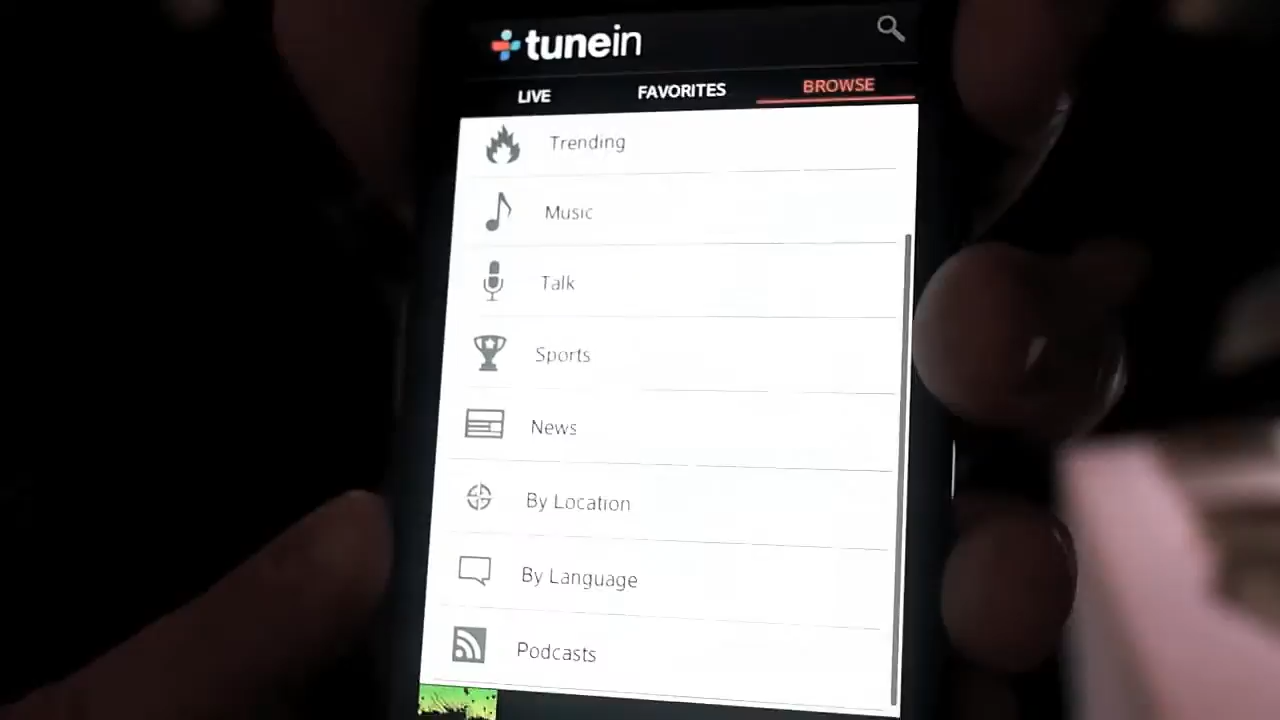 tunein
LIVE FAVORITES BROWSE
Trending
Music
Talk
Sports
News
By Location
By Language
Podcasts